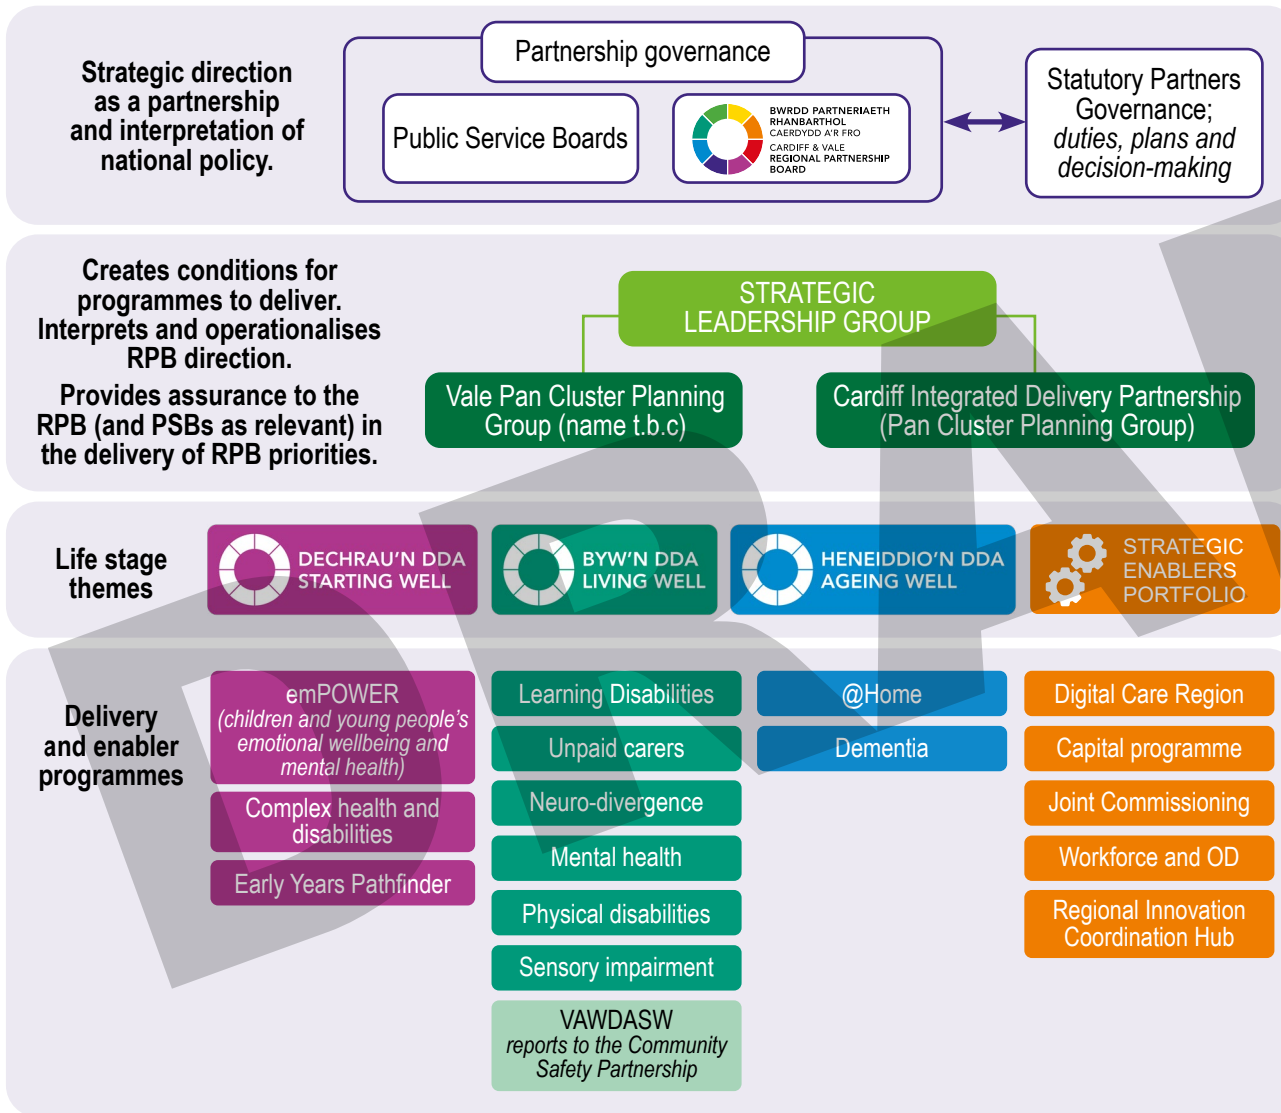 Strategic direction
as a partnership
and interpretation of
national policy.
Partnership governance
Public Service Boards
BWRDD PARTNERIAETH
RHANBARTHOL
CAERDYDD A'R FRO
CARDIFF & VALE
REGIONAL PARTNERSHIP
BOARD
Statutory Partners
Governance;
duties, plans and
decision-making
Creates conditions for
programmes to deliver.
Interprets and operationalises
RPB direction.
Provides assurance to the
RPB (and PSBs as relevant) in
the delivery of RPB priorities.
STRATEGIC
LEADERSHIP GROUP
Vale Pan Cluster Planning
Group (name t.b.c)
Cardiff Integrated Delivery Partnership
(Pan Cluster Planning Group)
Life stage
themes
DECHRAU'N DDA
STARTING WELL
BYW'N DDA
LIVING WELL
HENEIDDIO'N DDA
AGEING WELL
STRATEGIC
ENABLERS
PORTFOLIO
Delivery
and enabler
programmes
emPOWER
(children and young people's
emotional wellbeing and
mental health)
Complex health and
disabilities
Early Years Pathfinder
Learning Disabilities
Unpaid carers
Neuro-divergence
Mental health
Physical disabilities
Sensory impairment
VAWDASW
reports to the Community
Safety Partnership
@Home
Dementia
Digital Care Region
Capital programme
Joint Commissioning
Workforce and OD
Regional Innovation
Coordination Hub
DRA